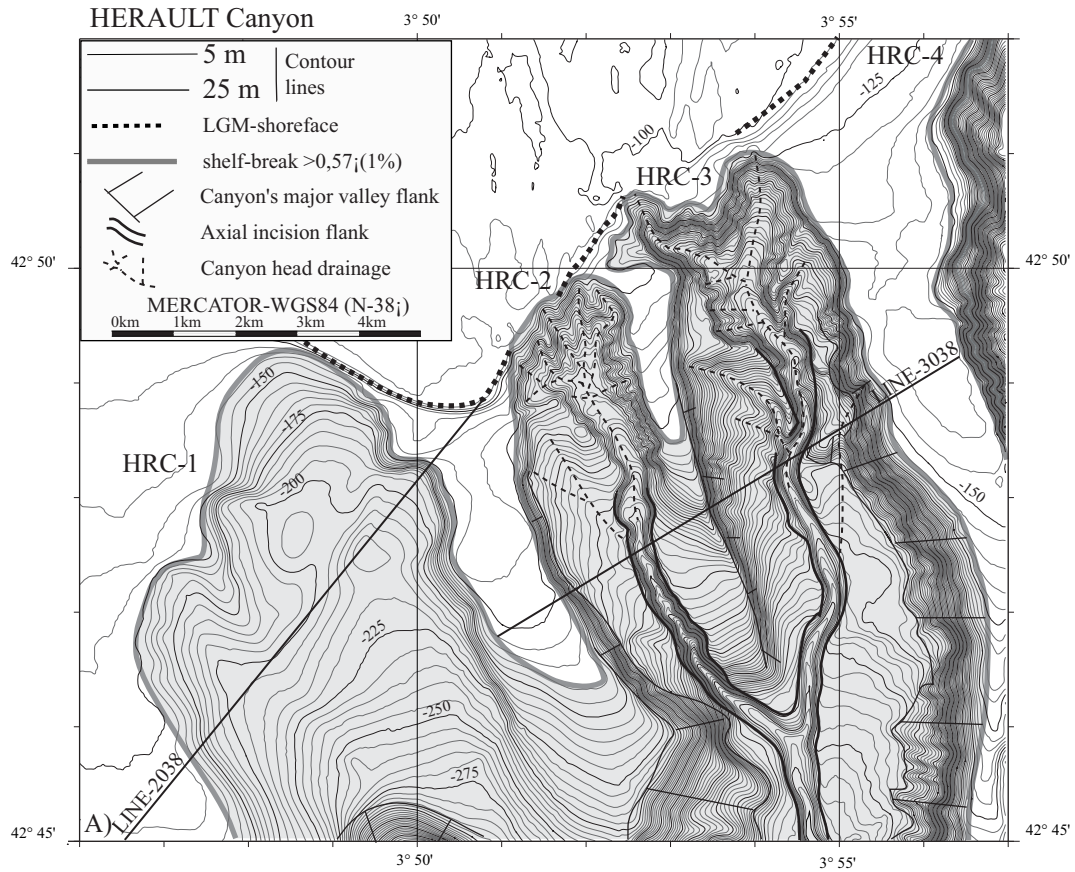 HERAULT Canyon
3° 50'
3° 55'
5 m
25 m
Contour
lines
LGM-shoreface
shelf-break >0,57¡(1%)
Canyon's major valley flank
Axial incision flank
Canyon head drainage
MERCATOR-WGS84 (N-38¡)
0km 1km 2km 3km 4km
HRC-4
-125
-100
HRC-3
42° 50'
42° 50'
HRC-2
LINE-3038
-150
-175
HRC-1
-200
-150
-225
-250
-275
LINE-2038
A)
42° 45'
42° 45'
3° 50'
3° 55'